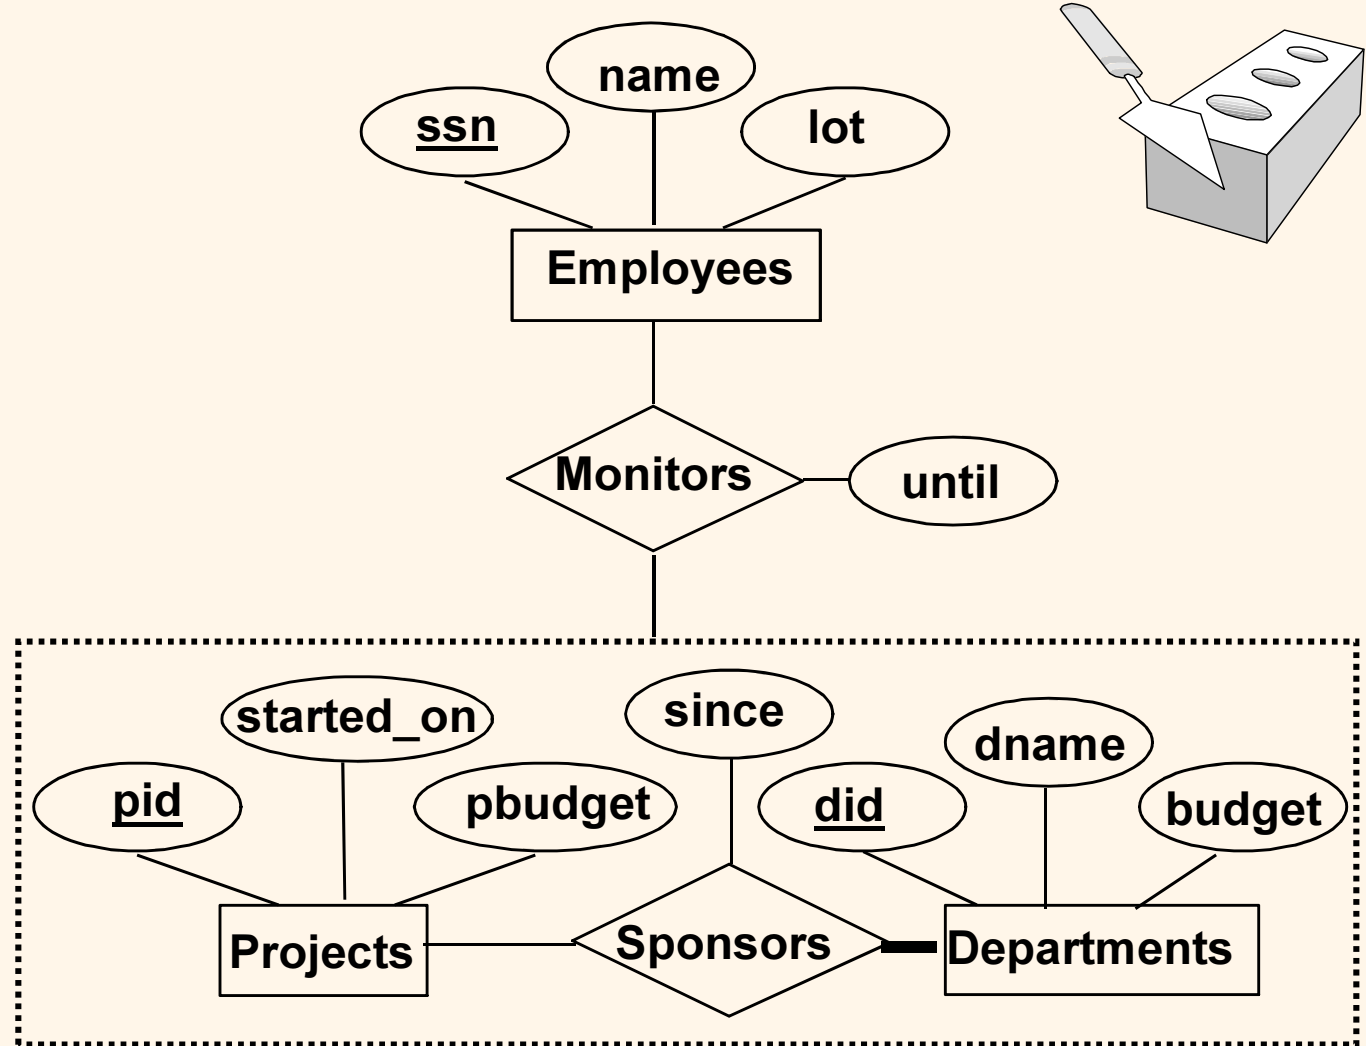 name
ssn
lot
Employees
Monitors
until
since
started_on
dname
pid
pbudget
did
budget
Projects
Sponsors
Departments